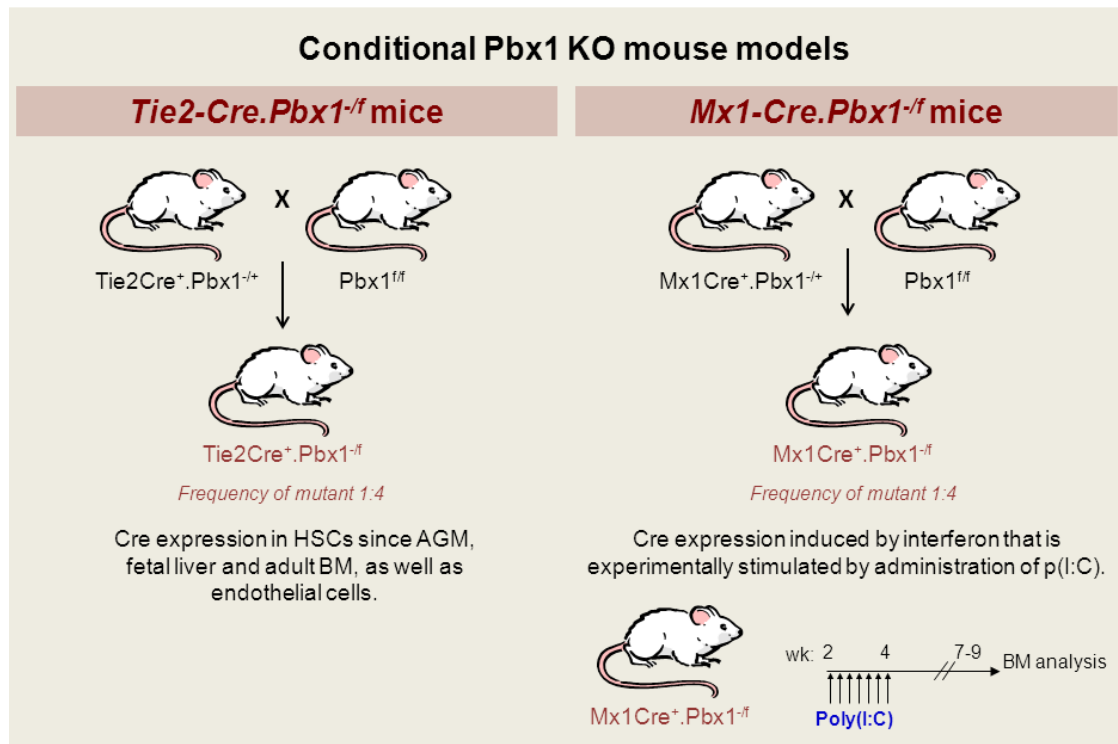 Conditional Pbx1 KO mouse models
Tie2-Cre.Pbx1-/f mice
X
Tie2Cre+.Pbx1-/+
Pbx1f/f
Tie2Cre+.Pbx1-/f
Frequency of mutant 1:4
Cre expression in HSCs since AGM,
fetal liver and adult BM, as well as
endothelial cells.
Mx1-Cre.Pbx1-/f mice
X
Mx1Cre+.Pbx1-/+
Pbx1f/f
Mx1Cre+.Pbx1-/f
Frequency of mutant 1:4
Cre expression induced by interferon that is
experimentally stimulated by administration of p(I:C).
Mx1Cre+.Pbx1-/f
wk: 2 4 7-9
BM analysis
Poly(I:C)